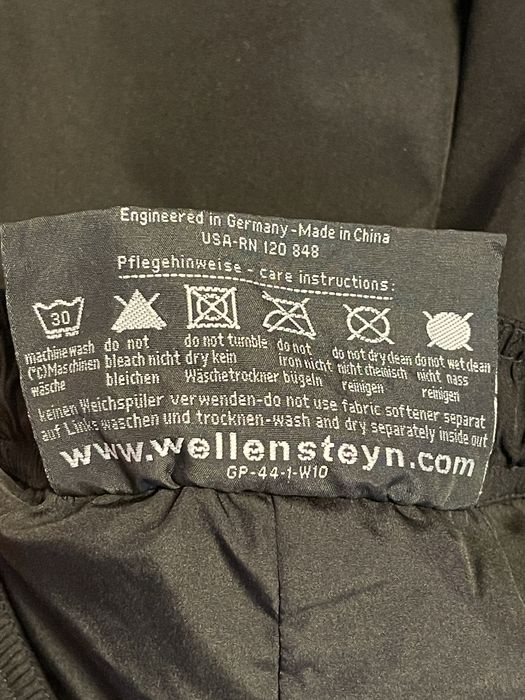 Engineered in Germany-Made in China
USA-RN 120 848
Pflegehinweise - care instructions:
30
machine wash do not do not tumble do not do not dry clean do not wet clean
(°c)Maschinen bleach nicht dry kein iron nicht nicht chemisch nicht nass
wäsche bleichen Wäschetrockner bügeln reinigen reinigen
keinen Weichspüler verwenden-do not use fabric softener separat
auf Links waschen und trocknen-wash and dry separately inside out
www.wellensteyn.com
GP-44-1-W10